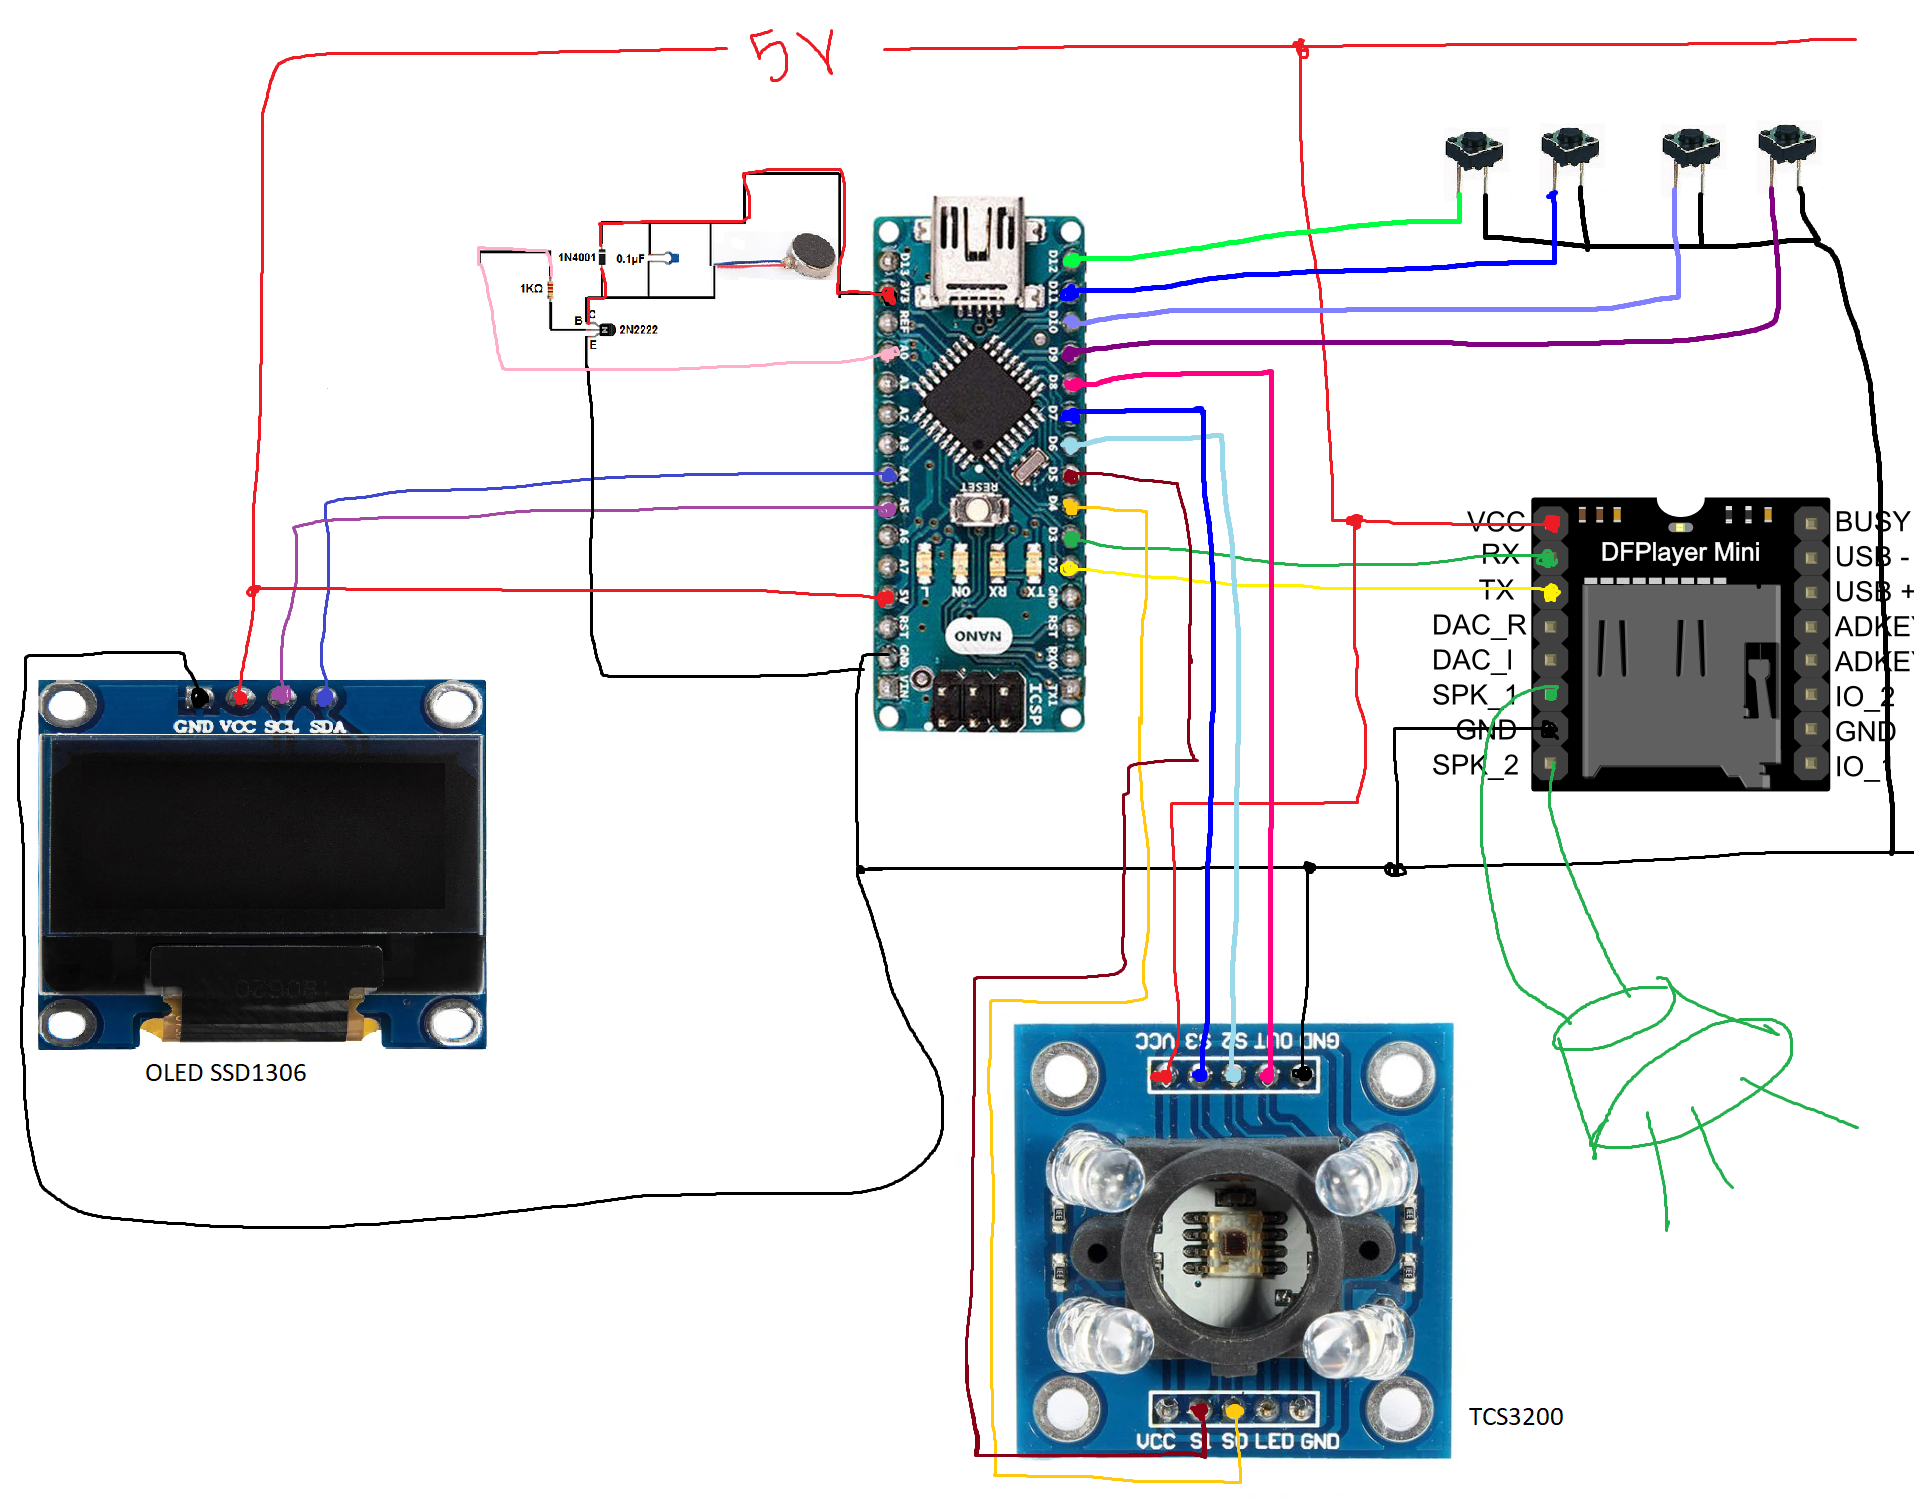 5V
1N4001
0.1µF
1KΩ
B
C
2N2222
E
D13
3V3
REF
A0
A1
A2
A3
A4
A5
A6
A7
5V
RST
GND
VIN
D12
D11
D10
D9
D8
D7
D6
D5
D4
D3
D2
GND
RST
RX0
TX1
RESET
L
ON
RX
TX
NANO
ICSP
GND VCC SCL SDA
OLED SSD1306
DFPlayer Mini
VCC
RX
TX
DAC_R
DAC_I
SPK_1
GND
SPK_2
BUSY
USB -
USB +
ADKEY
ADKEY
IO_2
GND
IO_1
VCC S3 S2 OUT GND
VCC S1 S0 LED GND
TCS3200